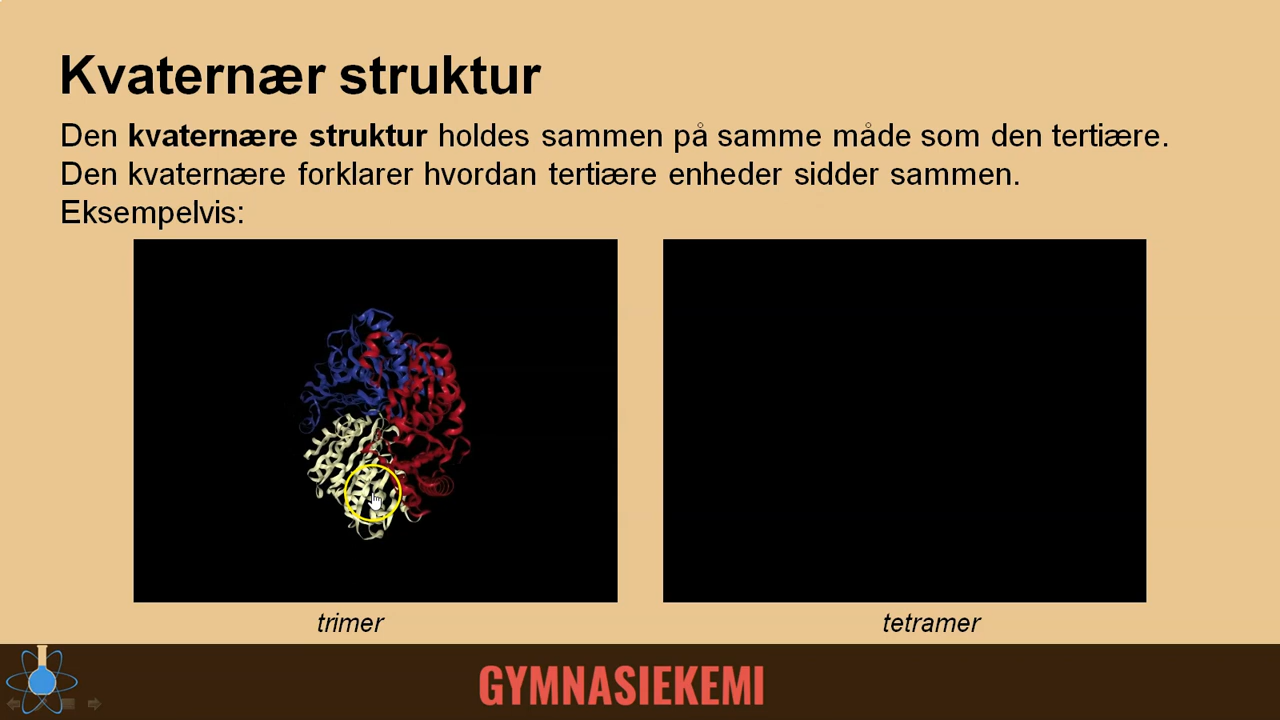 Kvaternær struktur
Den kvaternære struktur holdes sammen på samme måde som den tertiære.
Den kvaternære forklarer hvordan tertiære enheder sidder sammen.
Eksempelvis:
trimer
tetramer
GYMNASIEKEMI